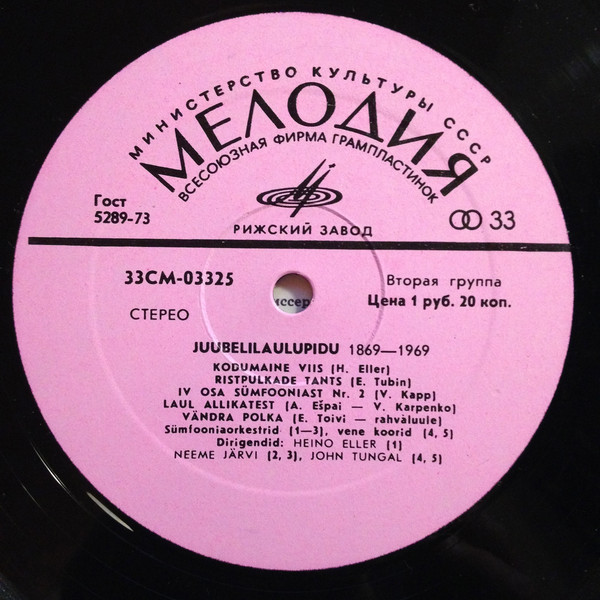 МИНИСТЕРСТВО КУЛЬТУРЫ СССР
МЕЛОДИЯ
ВСЕСОЮЗНАЯ ФИРМА ГРАМПЛАСТИНОК
Гост
5289-73
РИЖСКИЙ ЗАВОД
33
33СМ-03325
Вторая группа
Цена 1 руб. 20 коп.
СТЕРЕО
JUUBELILAULUPIDU 1869—1969
KODUMAINE VIIS (H. Eller)
RISTPULKADE TANTS (E. Tubin)
IV OSA SÜMFOONIAST Nr. 2 (V. Kapp)
LAUL ALLIKATEST (A. Ešpai — V. Karpenko)
VÄNDRA POLKA (E. Toivi — rahvaluule)
Sümfooniaorkestrid (1—3), vene koorid (4, 5)
Dirigendid: HEINO ELLER (1)
NEEME JÄRVI (2, 3), JOHN TUNGAL (4, 5)